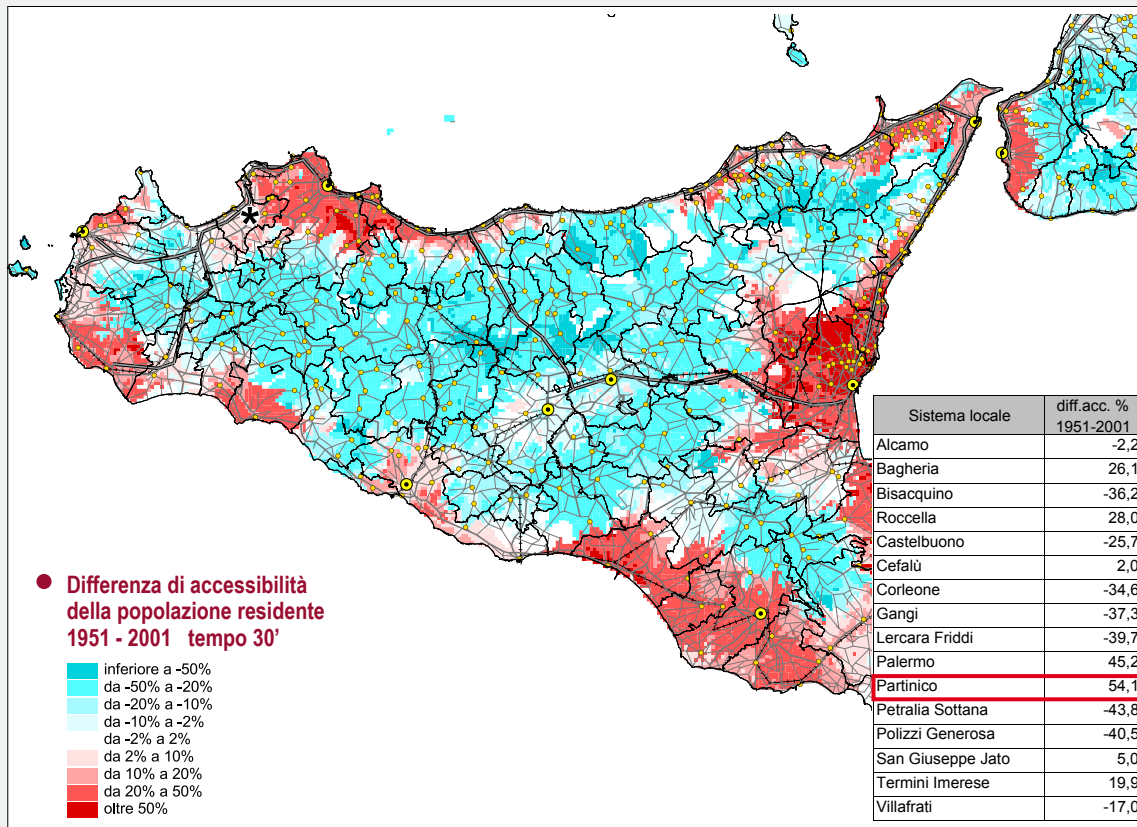 Differenza di accessibilità
della popolazione residente
1951 - 2001 tempo 30’
inferiore a -50%
da -50% a -20%
da -20% a -10%
da -10% a -2%
da -2% a 2%
da 2% a 10%
da 10% a 20%
da 20% a 50%
oltre 50%
Sistema locale diff.acc. % 1951-2001
Alcamo -2,2
Bagheria 26,1
Bisacquino -36,2
Roccella 28,0
Castelbuono -25,7
Cefalù 2,0
Corleone -34,6
Gangi -37,3
Lercara Friddi -39,7
Palermo 45,2
Partinico 54,1
Petralia Sottana -43,8
Polizzi Generosa -40,5
San Giuseppe Jato 5,0
Termini Imerese 19,9
Villafrati -17,0